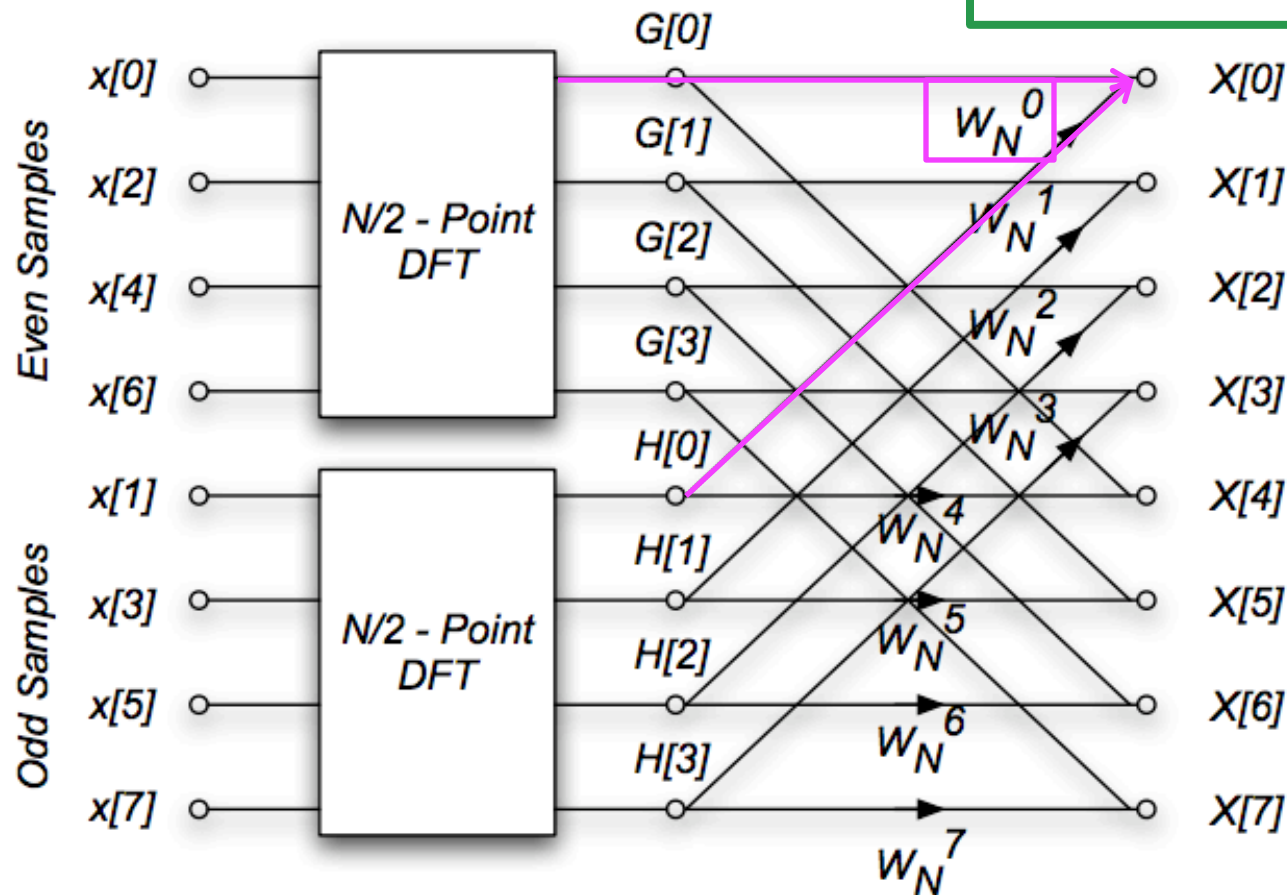 G[0]
x[0]
W_N^0
X[0]
G[1]
x[2]
W_N^1
X[1]
N/2 - Point
DFT
G[2]
x[4]
W_N^2
X[2]
G[3]
x[6]
W_N^3
X[3]
Even Samples
H[0]
x[1]
W_N^4
X[4]
H[1]
x[3]
W_N^5
X[5]
N/2 - Point
DFT
H[2]
x[5]
W_N^6
X[6]
H[3]
x[7]
W_N^7
X[7]
Odd Samples